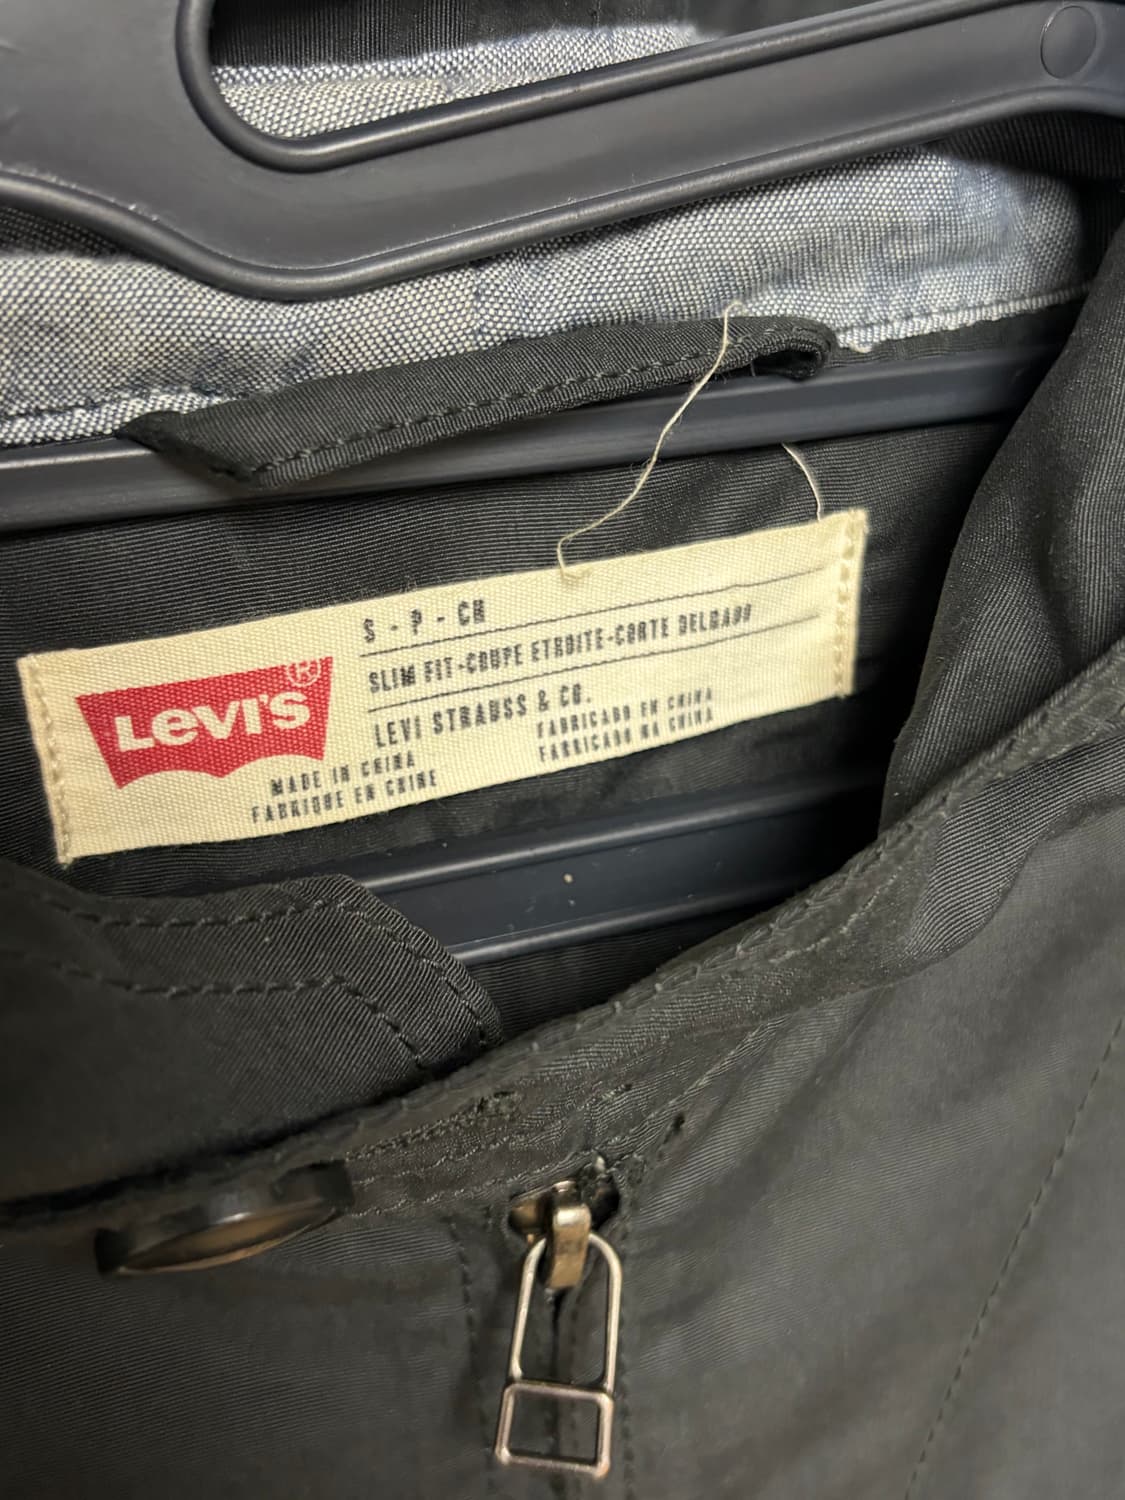 S - P - CH
SLIM FIT-COUPE ETROITE-CORTE DELGADO
LEVI'S®
LEVI STRAUSS & CO.
MADE IN CHINA
FABRIQUE EN CHINE
FABRICADO EN CHINA
FABRICADO NA CHINA